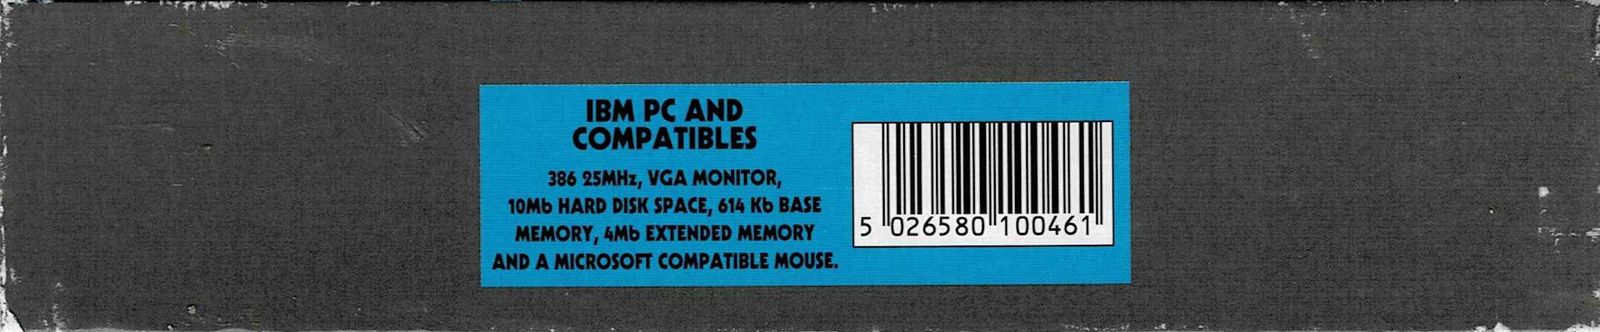 IBM PC AND
COMPATIBLES
386 25MHz, VGA MONITOR,
10Mb HARD DISK SPACE, 614 Kb BASE
MEMORY, 4Mb EXTENDED MEMORY
AND A MICROSOFT COMPATIBLE MOUSE.
5 026580 100461